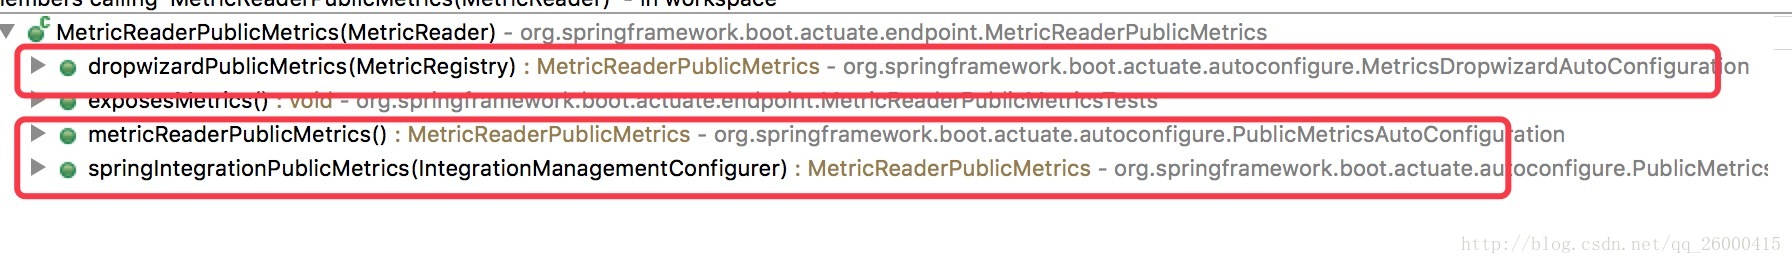 calling 'MetricReaderPublicMetrics(MetricReader)' - in workspace
MetricReaderPublicMetrics(MetricReader) - org.springframework.boot.actuate.endpoint.MetricReaderPublicMetrics
dropwizardPublicMetrics(MetricRegistry) : MetricReaderPublicMetrics - org.springframework.boot.actuate.autoconfigure.MetricsDropwizardAutoConfiguration
exposesMetrics() : void - org.springframework.boot.actuate.endpoint.MetricReaderPublicMetricsTests
metricReaderPublicMetrics() : MetricReaderPublicMetrics - org.springframework.boot.actuate.autoconfigure.PublicMetricsAutoConfiguration
springIntegrationPublicMetrics(IntegrationManagementConfigurer) : MetricReaderPublicMetrics - org.springframework.boot.actuate.autoconfigure.PublicMetrics
http://blog.csdn.net/qq_26000415